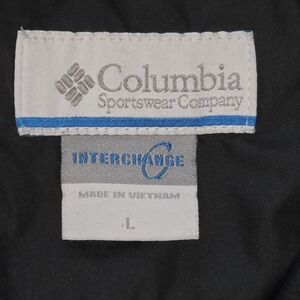 Columbia
Sportswear Company
INTERCHANGE
MADE IN VIETNAM
L